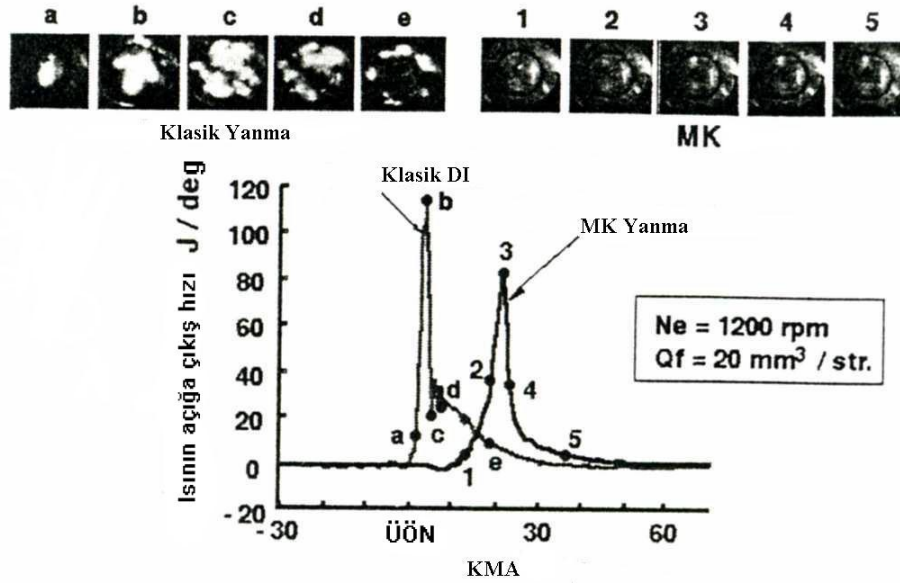 a b c d e 1 2 3 4 5
Klasik Yanma
MK
Isının açığa çıkış hızı J / deg
120
100
80
60
40
20
0
- 20
Klasik DI
b
MK Yanma
3
2
4
d
a
c
1
e
5
Ne = 1200 rpm
Qf = 20 mm³ / str.
- 30 ÜÖN 30 60
KMA